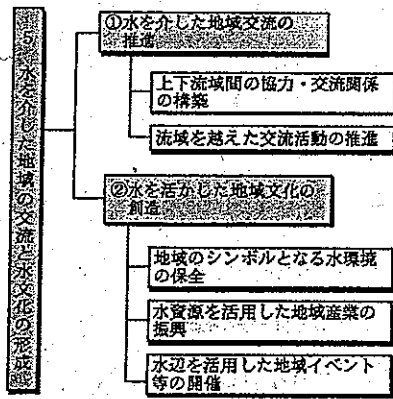 5 水を介した地域の交流と水文化の形成
①水を介した地域交流の
推進
上下流域間の協力・交流関係
の構築
流域を越えた交流活動の推進
②水を活かした地域文化の
創造
地域のシンボルとなる水環境
の保全
水資源を活用した地域産業の
振興
水辺を活用した地域イベント
等の開催